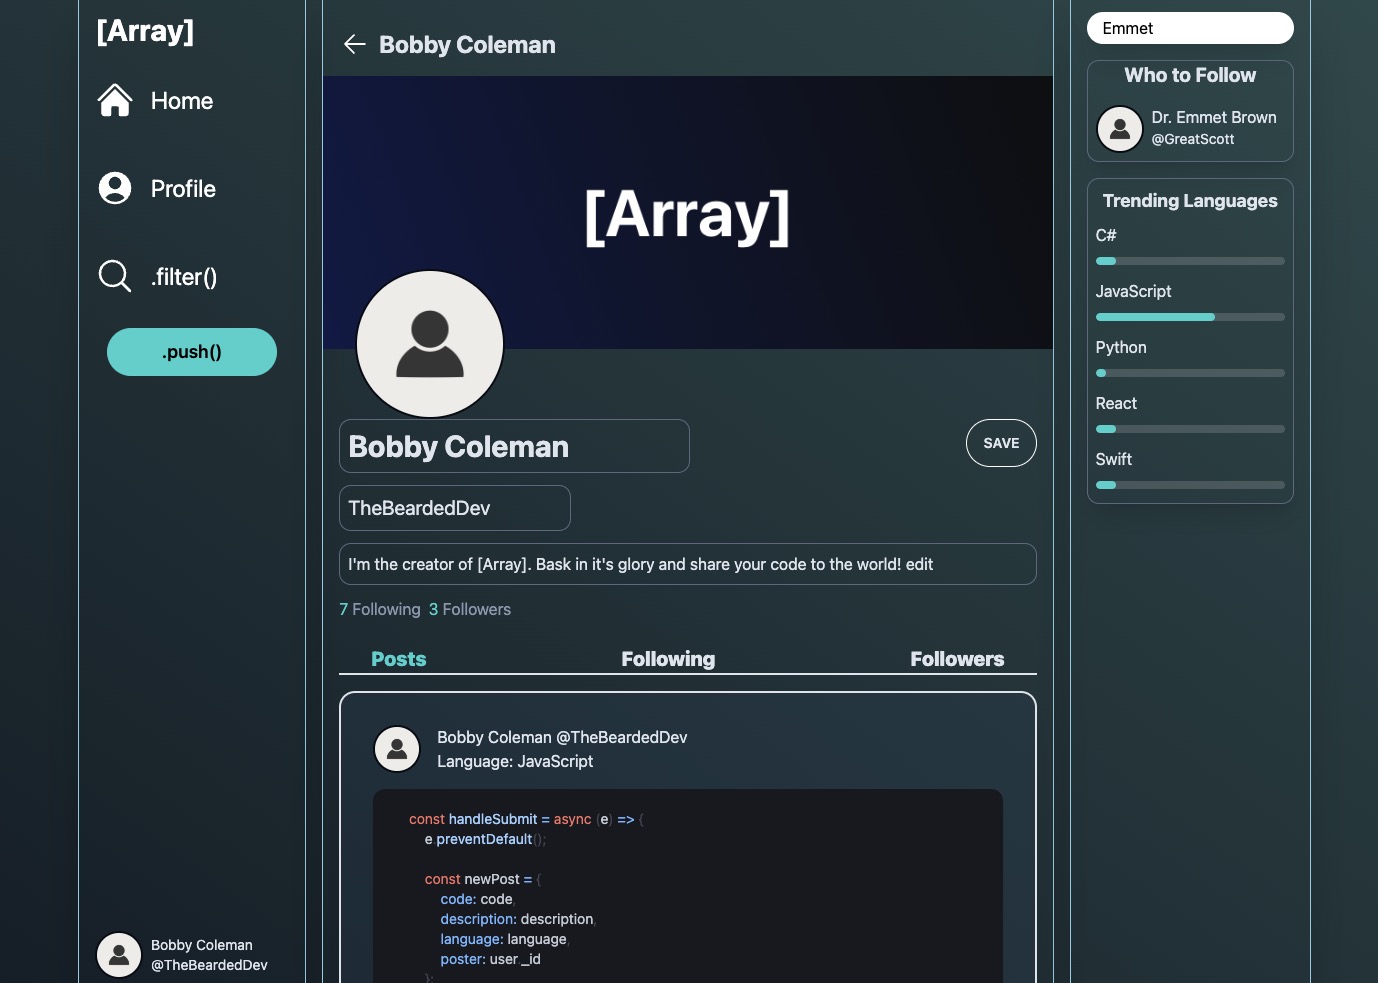 [Array]
Home
Profile
.filter()
.push()
Bobby Coleman
@TheBeardedDev
Bobby Coleman
[Array]
Bobby Coleman
SAVE
TheBeardedDev
I'm the creator of [Array]. Bask in it's glory and share your code to the world! edit
7 Following 3 Followers
Posts Following Followers
Bobby Coleman @TheBeardedDev
Language: JavaScript
const handleSubmit = async (e) => {
e.preventDefault();
const newPost = {
code: code,
description: description,
language: language,
poster: user._id
};
Emmet
Who to Follow
Dr. Emmet Brown
@GreatScott
Trending Languages
C#
JavaScript
Python
React
Swift